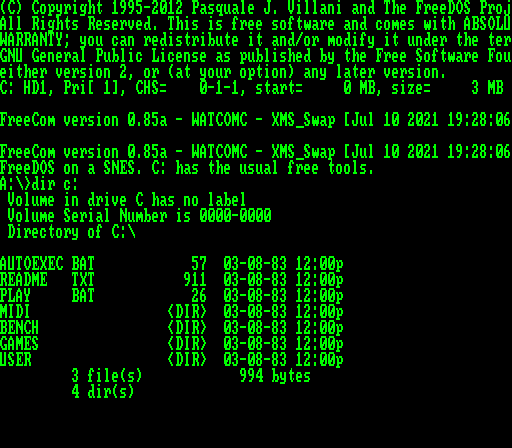 (C) Copyright 1995-2012 Pasquale J. Villani and The FreeDOS Proj
All Rights Reserved. This is free software and comes with ABSOLU
WARRANTY; you can redistribute it and/or modify it under the ter
GNU General Public License as published by the Free Software Fou
either version 2, or (at your option) any later version.
C: HD1, Pri[ 1], CHS=    0-1-1, start=     0 MB, size=     3 MB
FreeCom version 0.85a - WATCOMC - XMS_Swap [Jul 10 2021 19:28:06
FreeCom version 0.85a - WATCOMC - XMS_Swap [Jul 10 2021 19:28:06
FreeDOS on a SNES. C: has the usual free tools.
A:\>dir c:
 Volume in drive C has no label
 Volume Serial Number is 0000-0000
 Directory of C:\
AUTOEXEC BAT            57  03-08-83 12:00p
README   TXT           911  03-08-83 12:00p
PLAY     BAT            26  03-08-83 12:00p
MIDI                 <DIR>  03-08-83 12:00p
BENCH                <DIR>  03-08-83 12:00p
GAMES                <DIR>  03-08-83 12:00p
USER                 <DIR>  03-08-83 12:00p
         3 file(s)            994 bytes
         4 dir(s)